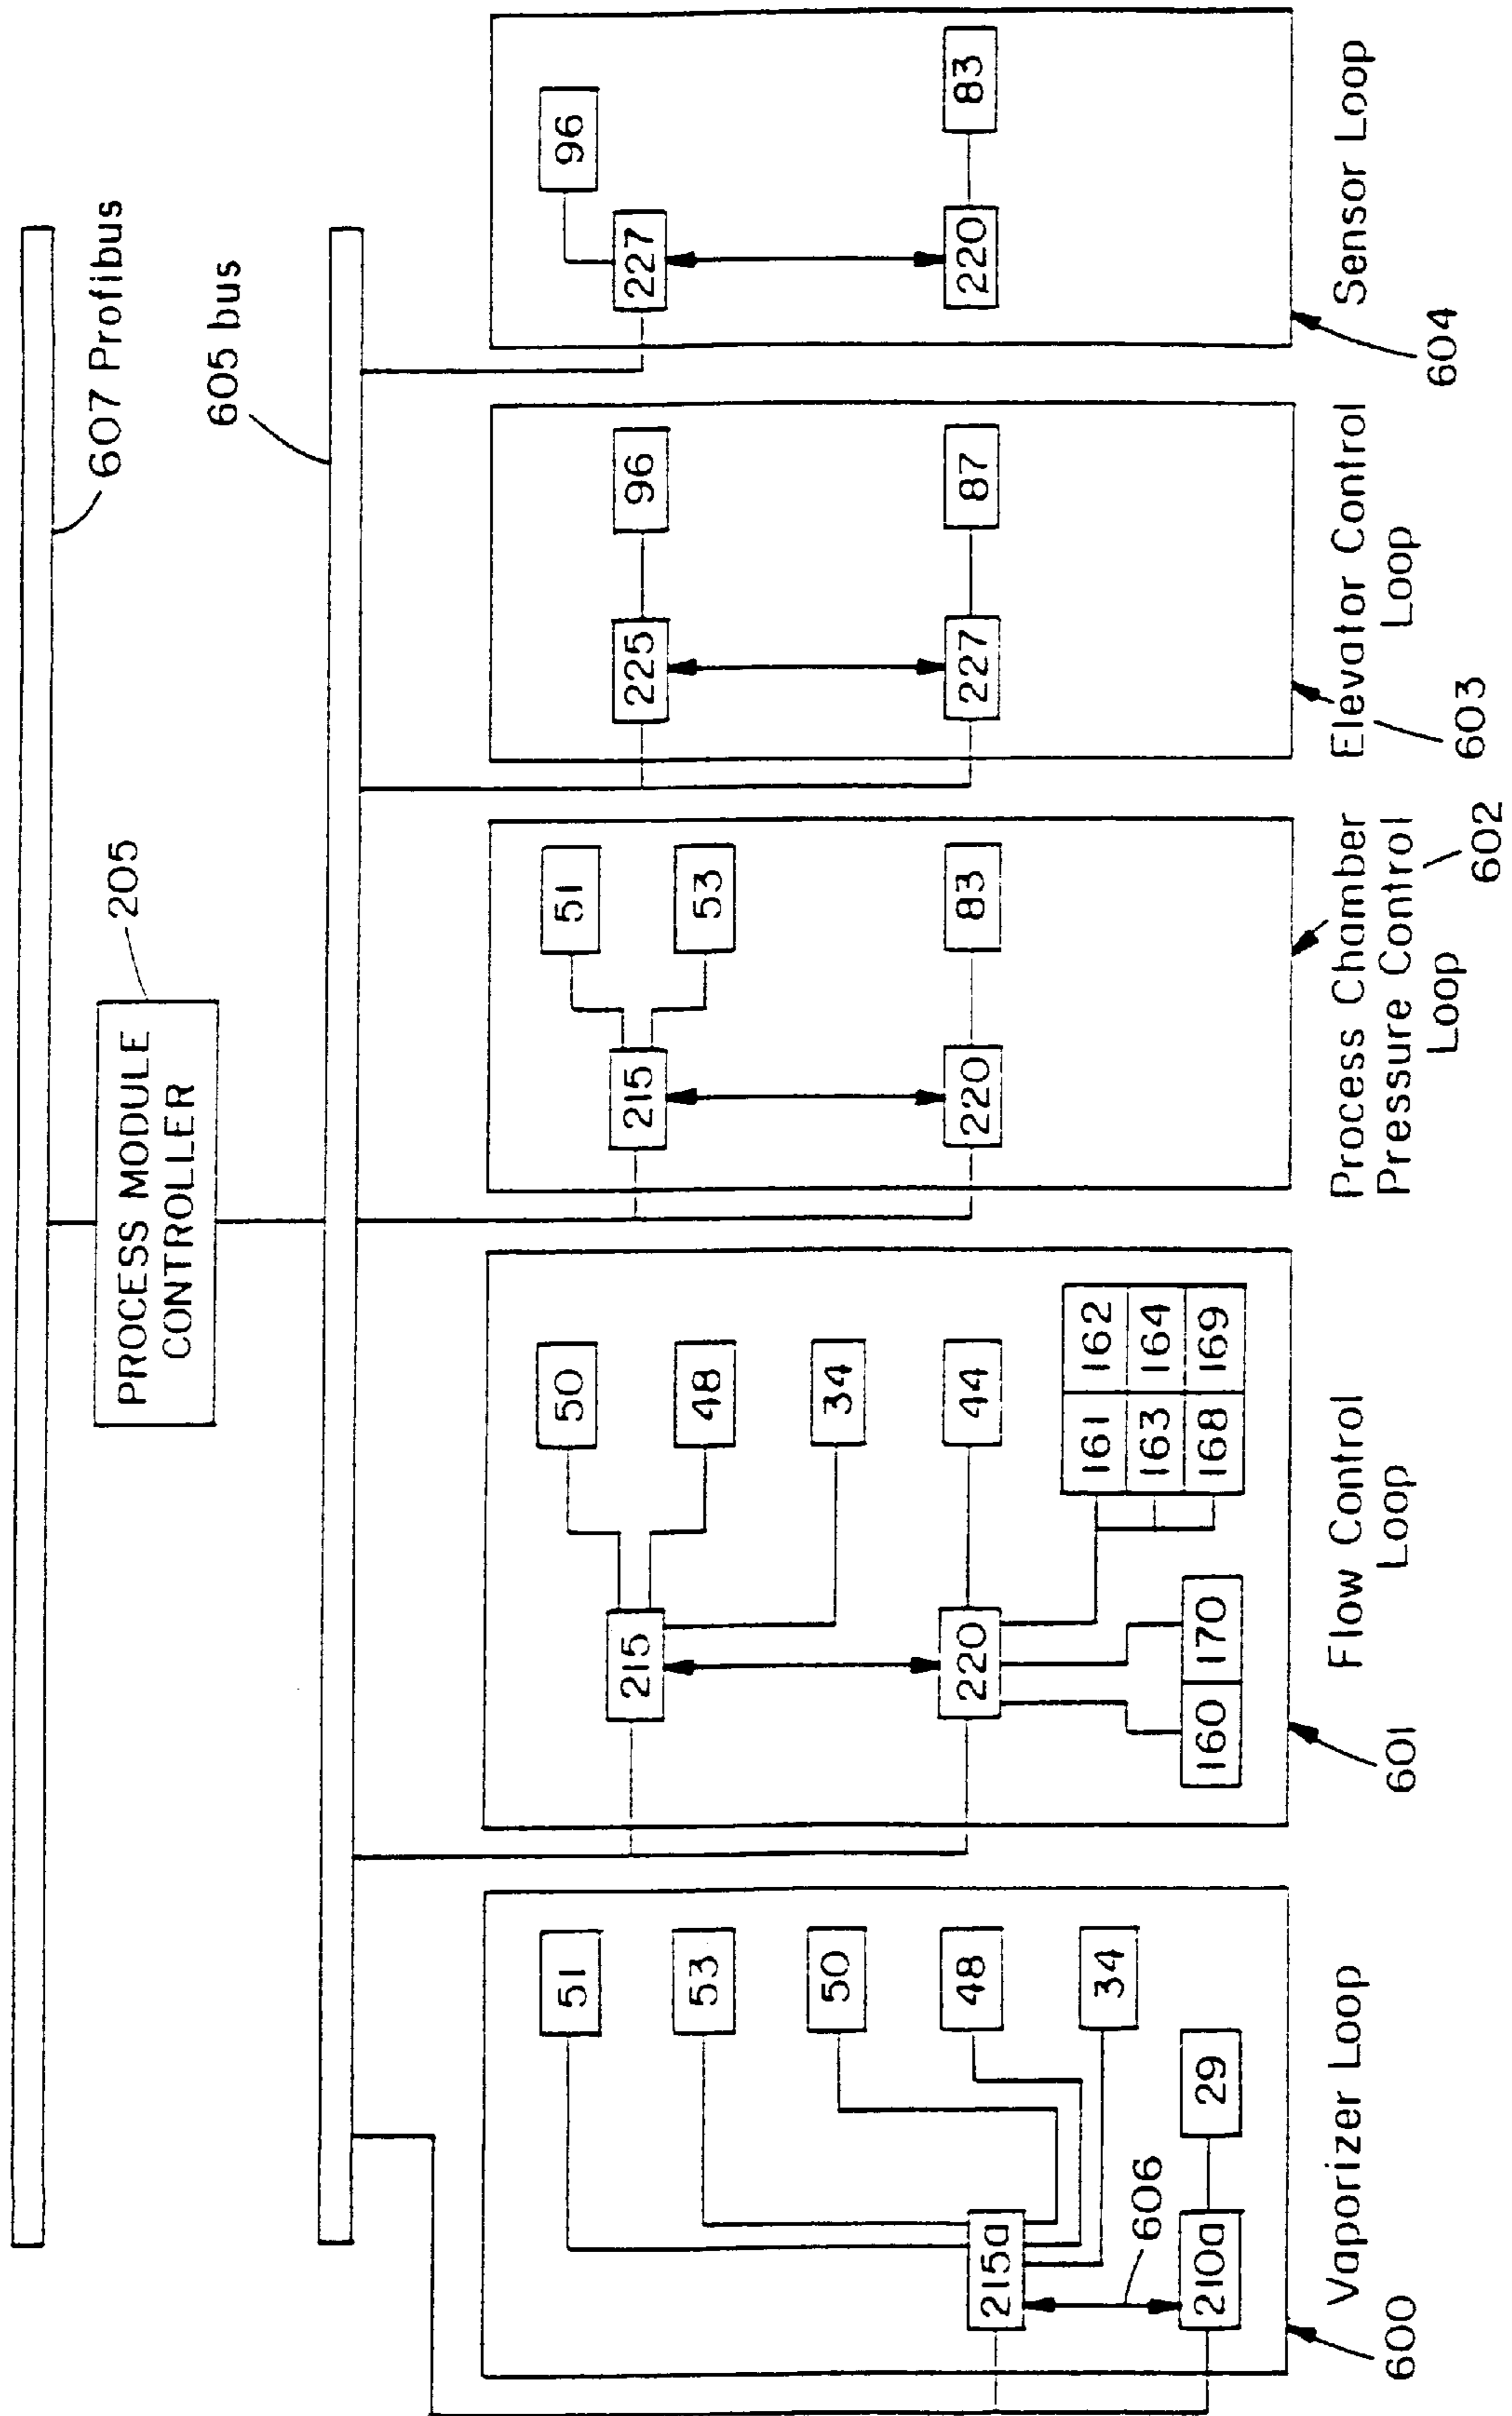 607 Profibus
PROCESS MODULE
CONTROLLER
205
605 bus
51
53
50
48
34
215a
606
210a
29
Vaporizer Loop
600
50
48
215
34
220
44
161 162
163 164
168 169
160 170
Flow Control
Loop
601
51
53
215
220
83
Process Chamber
Pressure Control
Loop
602
225
96
227
87
Elevator Control
Loop
603
96
227
220
83
Sensor Loop
604